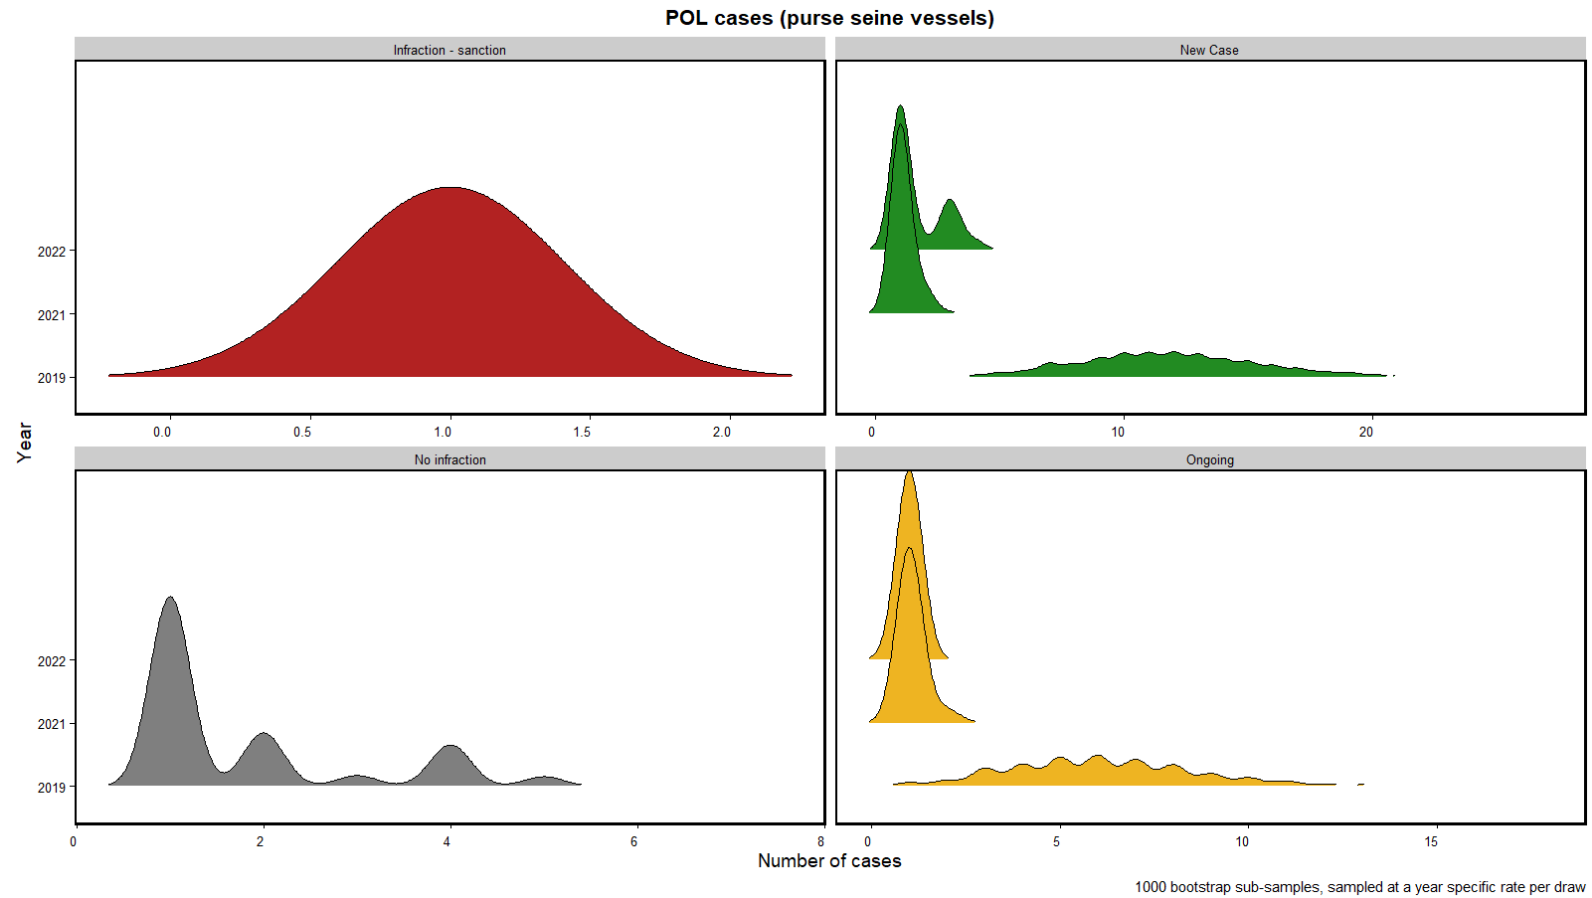 POL cases (purse seine vessels)
Infraction - sanction
New Case
2022
2021
2019
0.0 0.5 1.0 1.5 2.0
0 10 20
Year
No infraction
Ongoing
2022
2021
2019
0 2 4 6 8
0 5 10 15
Number of cases
1000 bootstrap sub-samples, sampled at a year specific rate per draw